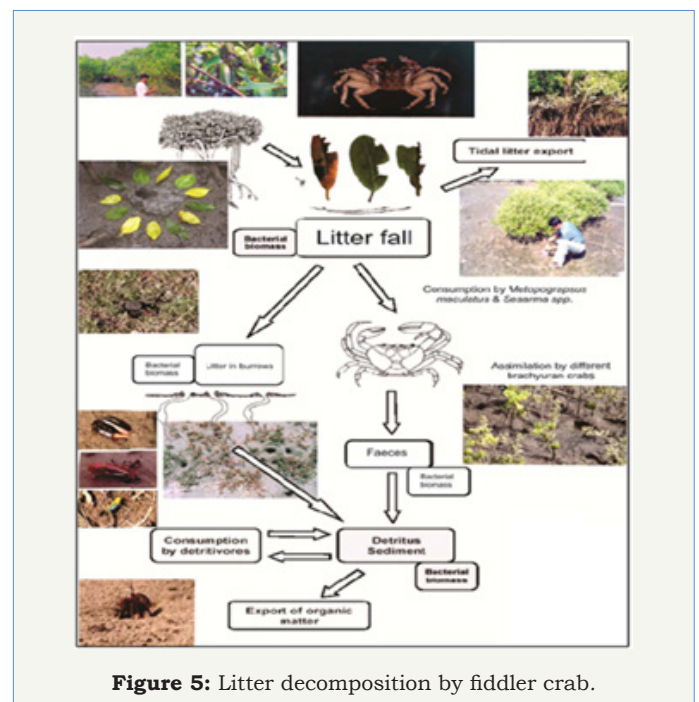 Tidal litter export
Bacterial
biomass
Litter fall
Consumption by Metopograpsus
maculatus & Sesarma spp.
Bacterial
biomass
Litter in burrows
Assimilation by different
brachyuran crabs
Faeces
Bacterial
biomass
Consumption
by detritivores
Detritus
Sediment
Bacterial
biomass
Export of organic
matter
Figure 5: Litter decomposition by fiddler crab.